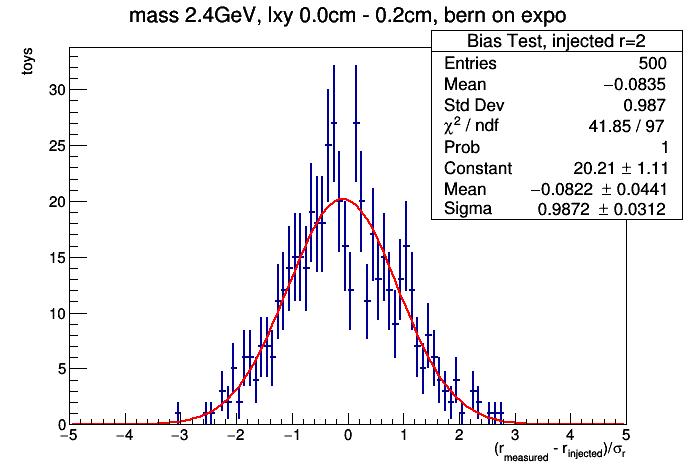 mass 2.4GeV, lxy 0.0cm - 0.2cm, bern on expo
toys
Bias Test, injected r=2
Entries 500
Mean −0.0835
Std Dev 0.987
χ² / ndf 41.85 / 97
Prob 1
Constant 20.21 ± 1.11
Mean −0.0822 ± 0.0441
Sigma 0.9872 ± 0.0312
30
25
20
15
10
5
0
−5 −4 −3 −2 −1 0 1 2 3 4 5
(r_measured - r_injected)/σ_r